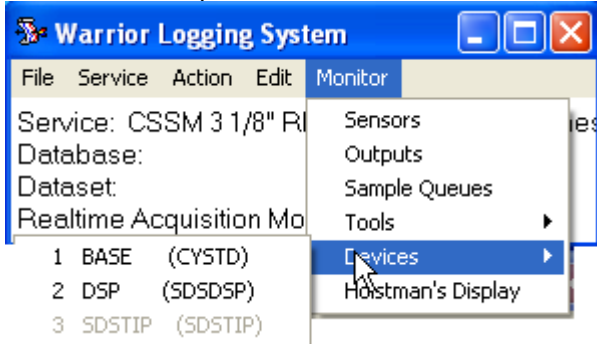 Warrior Logging System
File Service Action Edit Monitor
Service: CSSM 3 1/8"
Database:
Dataset:
Realtime Acquisition
Sensors
Outputs
Sample Queues
Tools
Devices
Hoistman's Display
1 BASE (CYSTD)
2 DSP (SDSDSP)
3 SDSTIP (SDSTIP)